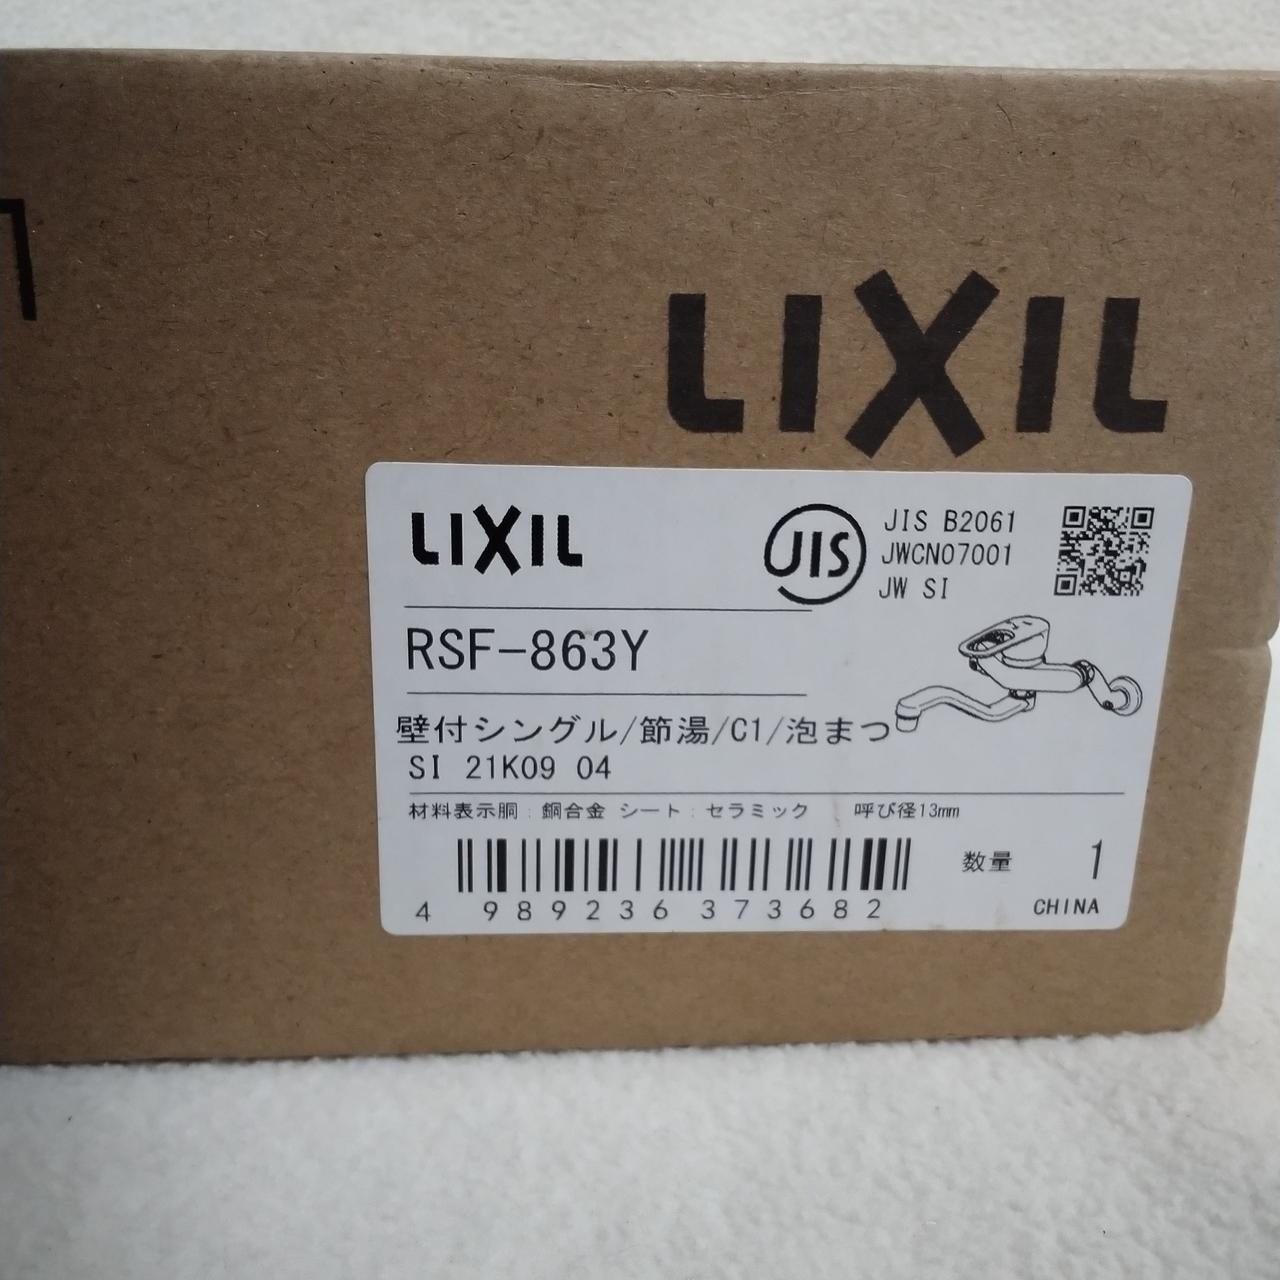 LIXIL
LIXIL
JIS
JIS B2061
JWCN07001
JW SI
RSF-863Y
壁付シングル/節湯/C1/泡まつ
SI 21K09 04
材料表示胴:銅合金 シート:セラミック 呼び径13mm
数量 1
4 989236 373682
CHINA